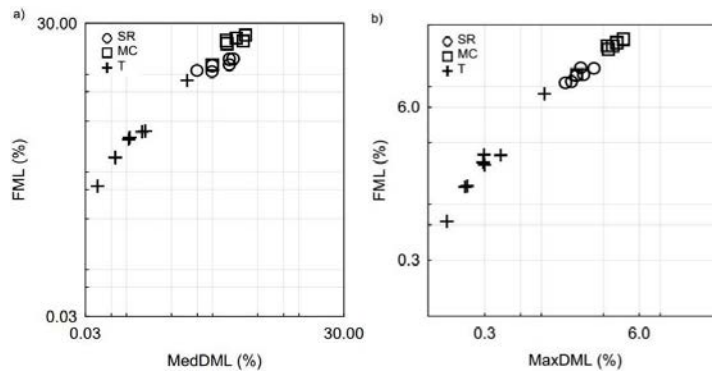 a)
30.00
SR
MC
T
FML (%)
0.03
0.03
30.00
MedDML (%)
b)
SR
MC
T
6.0
FML (%)
0.3
0.3
6.0
MaxDML (%)